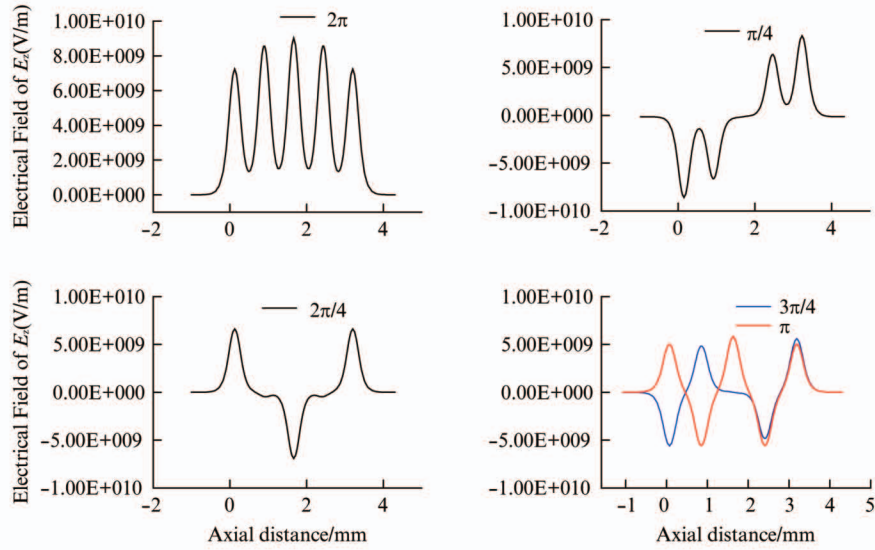 Electrical Field of Ez(V/m)
1.00E+010
8.00E+009
6.00E+009
4.00E+009
2.00E+009
0.00E+000
2π
−2
0
2
4
1.00E+010
5.00E+009
0.00E+000
−5.00E+009
−1.00E+010
π/4
−2
0
2
4
Electrical Field of Ez(V/m)
1.00E+010
5.00E+009
0.00E+000
−5.00E+009
−1.00E+010
2π/4
−2
0
2
4
Axial distance/mm
1.00E+010
5.00E+009
0.00E+000
−5.00E+009
−1.00E+010
3π/4
π
−1
0
1
2
3
4
5
Axial distance/mm